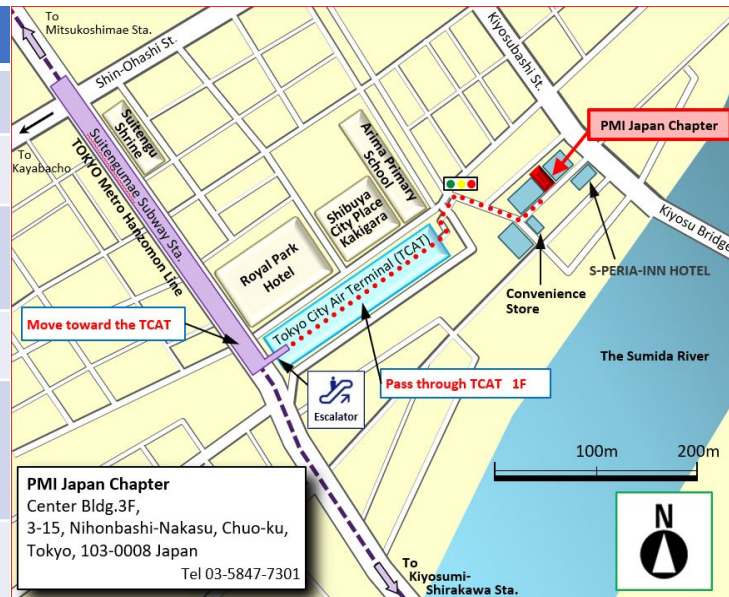 To
Mitsukoshimae Sta.
Shin-Ohashi St.
Kiyosubashi St.
To
Kayabacho
Suitengu
Shrine
Suitengumae Subway Sta.
TOKYO Metro Hanzomon Line
Arima Primary
School
Shibuya
City Place
Kakigara
Royal Park
Hotel
Tokyo City Air Terminal (TCAT)
PMI Japan Chapter
Kiyosu Bridge
S-PERIA-INN HOTEL
Convenience
Store
Move toward the TCAT
Pass through TCAT 1F
Escalator
The Sumida River
100m
200m
PMI Japan Chapter
Center Bldg.3F,
3-15, Nihonbashi-Nakasu, Chuo-ku,
Tokyo, 103-0008 Japan
Tel 03-5847-7301
To
Kiyosumi-
Shirakawa Sta.
N